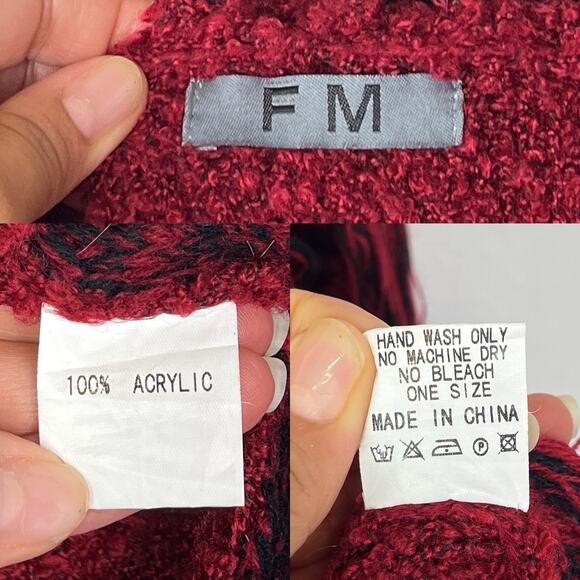 FM
100% ACRYLIC
HAND WASH ONLY
NO MACHINE DRY
NO BLEACH
ONE SIZE
MADE IN CHINA
P